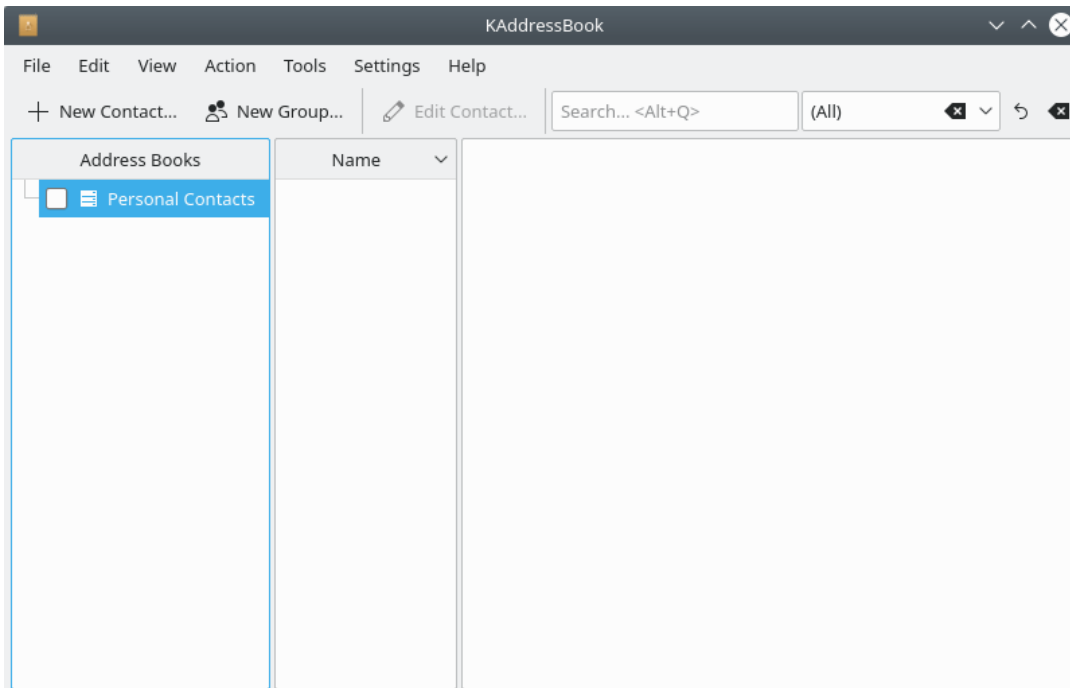 KAddressBook
File Edit View Action Tools Settings Help
New Contact... New Group... Edit Contact... Search... <Alt+Q> (All)
Address Books Name
Personal Contacts